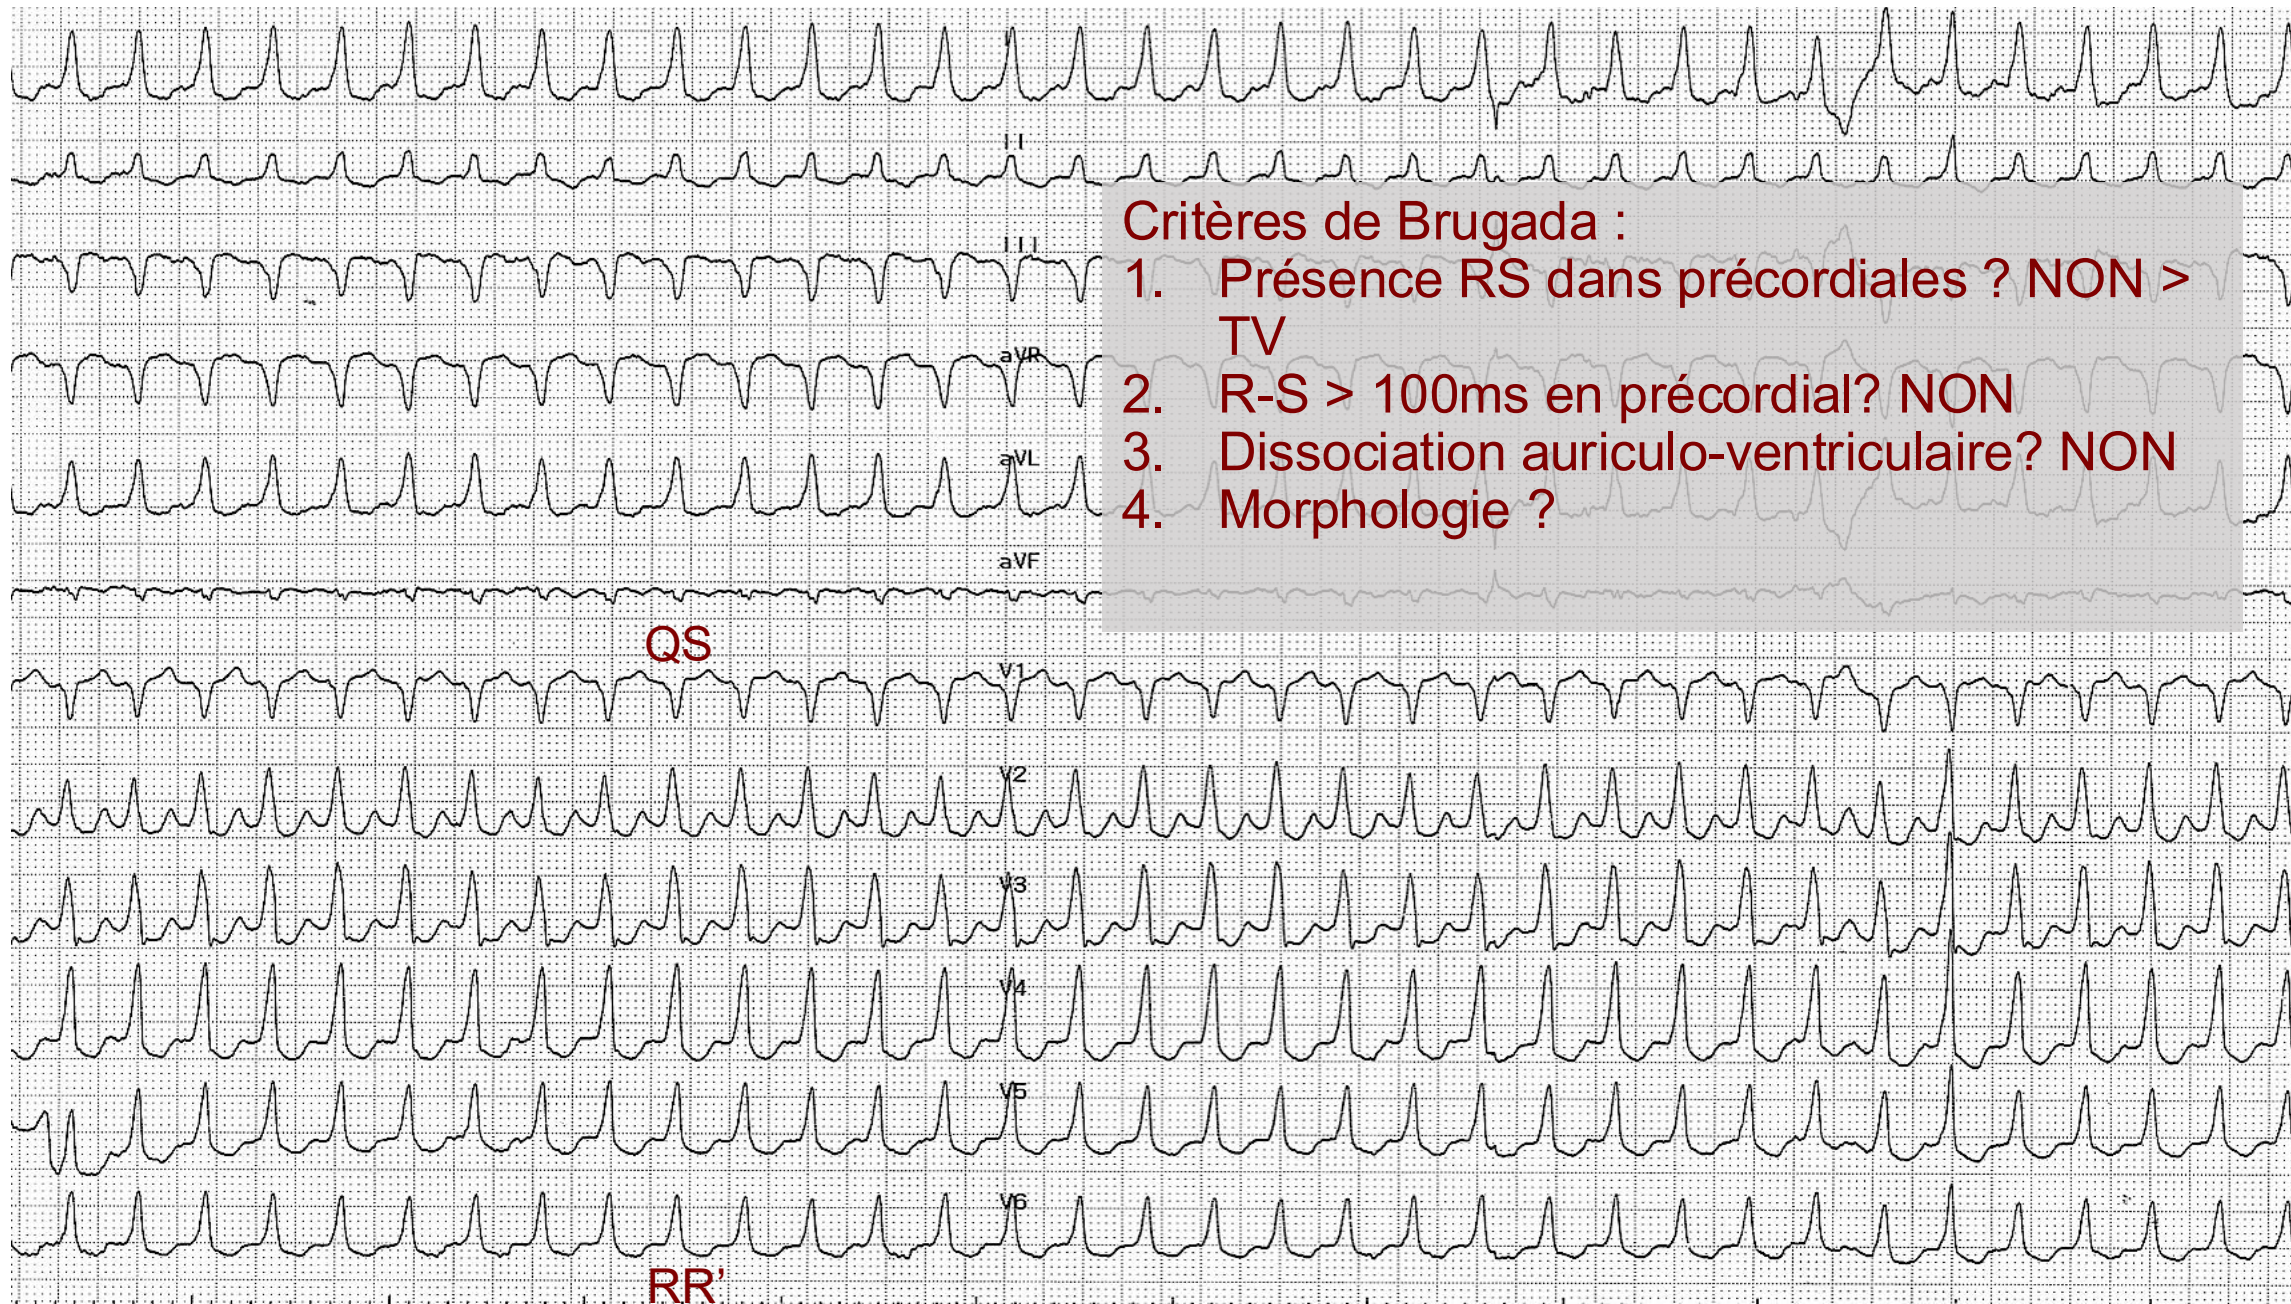 II
Critères de Brugada :
III
1. Présence RS dans précordiales ? NON >
TV
aVR
2. R-S > 100ms en précordial? NON
aVL
3. Dissociation auriculo-ventriculaire? NON
4. Morphologie ?
aVF
QS
V1
V2
V3
V4
V5
V6
RR’